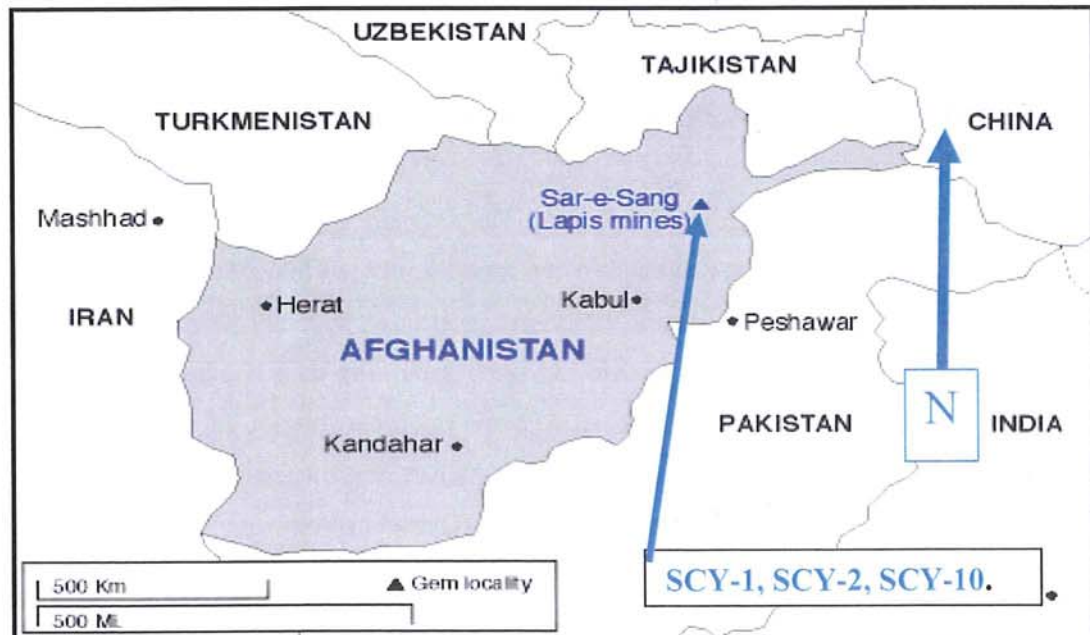 UZBEKISTAN
TAJIKISTAN
TURKMENISTAN
CHINA
Sar-e-Sang
(Lapis mines)
Mashhad
IRAN
Herat
Kabul
Peshawar
AFGHANISTAN
N
PAKISTAN
INDIA
Kandahar
500 Km
Gem locality
500 Mi.
SCY-1, SCY-2, SCY-10.